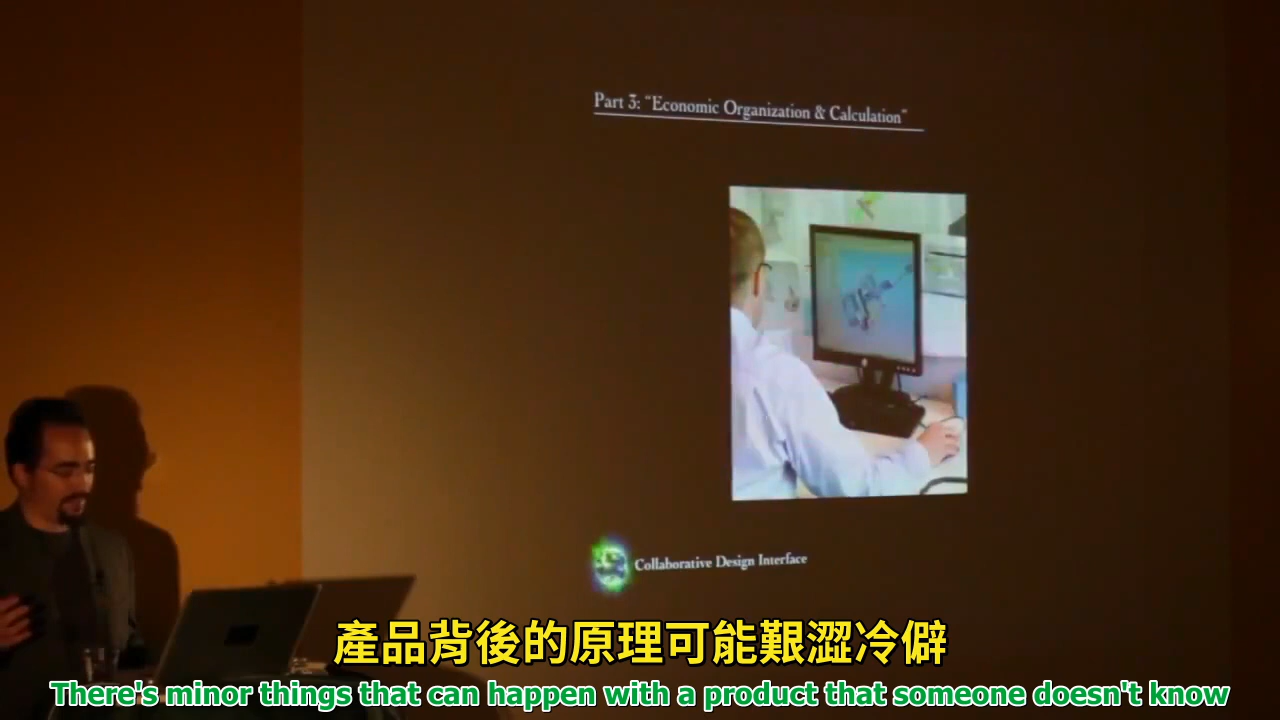 Part 3: "Economic Organization & Calculation"
Collaborative Design Interface
產品背後的原理可能艱澀冷僻
There's minor things that can happen with a product that someone doesn't know